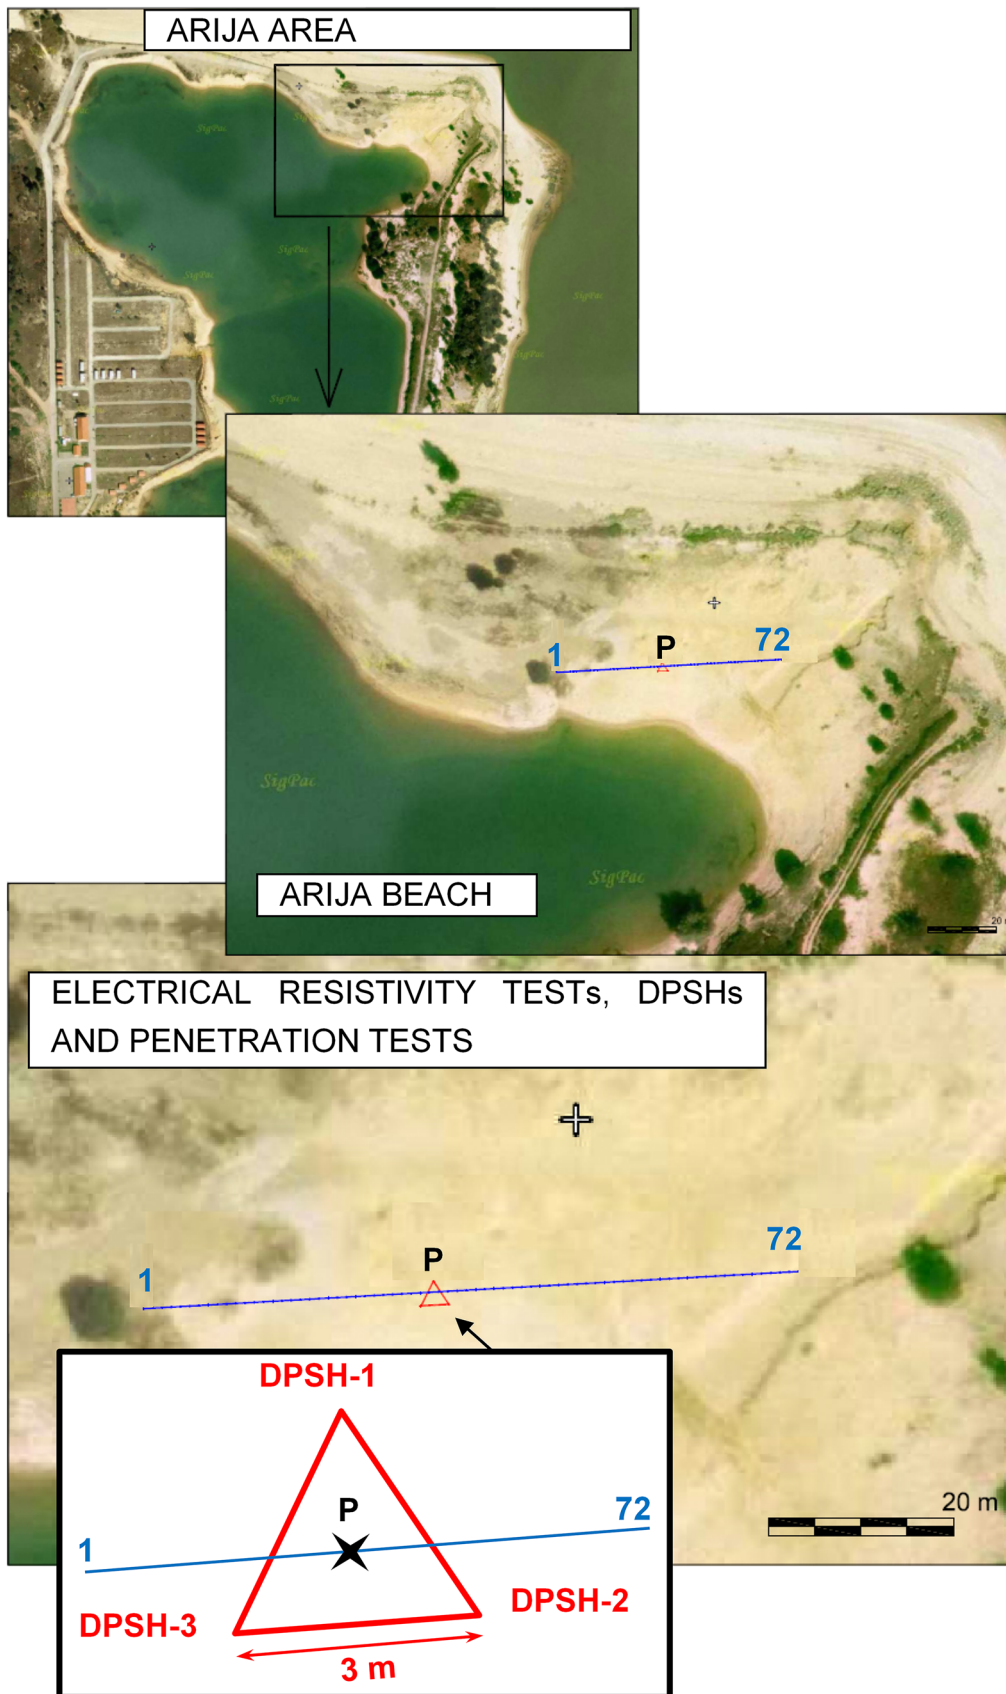 ARIJA AREA
SigPac
SigPac
SigPac
SigPac
SigPac
SigPac
SigPac
1
P
72
SigPac
SigPac
ARIJA BEACH
20 m
ELECTRICAL RESISTIVITY TESTs, DPSHs
AND PENETRATION TESTS
72
P
1
DPSH-1
20 m
P
72
1
DPSH-2
DPSH-3
3 m